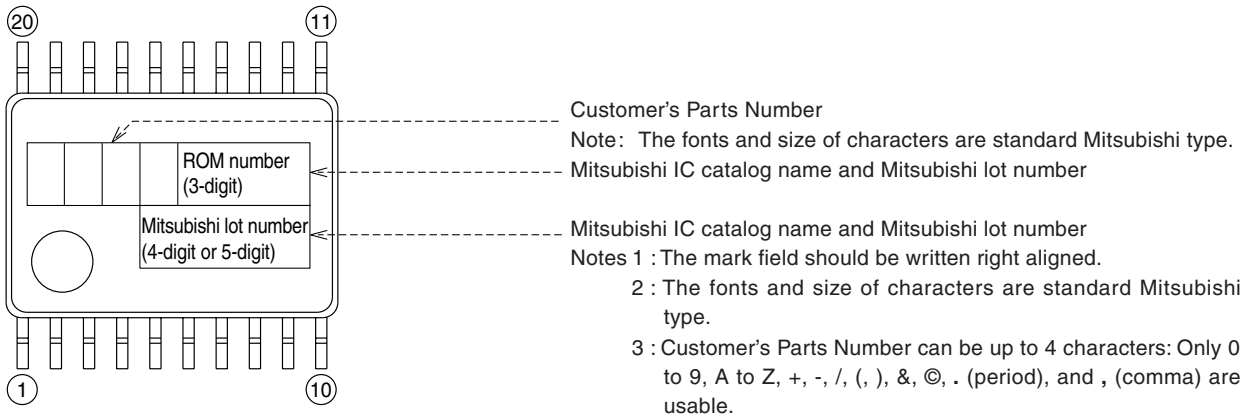 20
11
ROM number
(3-digit)
Mitsubishi lot number
(4-digit or 5-digit)
1
10
Customer's Parts Number
Note: The fonts and size of characters are standard Mitsubishi type.
Mitsubishi IC catalog name and Mitsubishi lot number
Mitsubishi IC catalog name and Mitsubishi lot number
Notes 1 : The mark field should be written right aligned.
2 : The fonts and size of characters are standard Mitsubishi
type.
3 : Customer's Parts Number can be up to 4 characters: Only 0
to 9, A to Z, +, -, /, (, ), &, ©, . (period), and , (comma) are
usable.